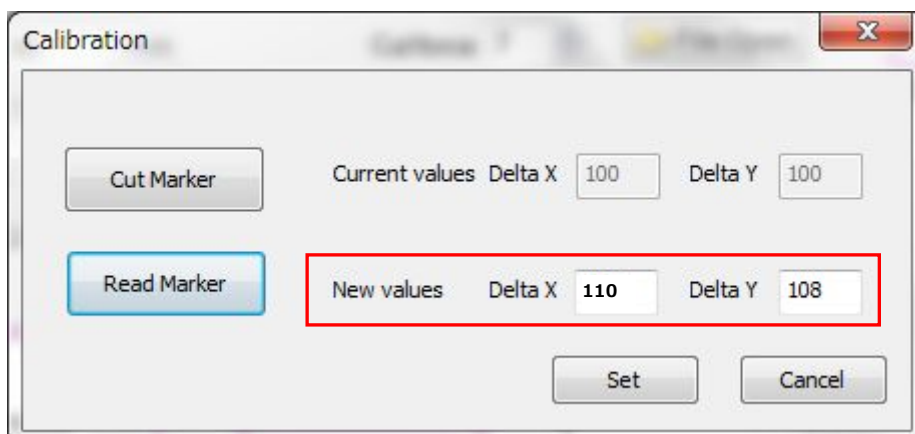 Calibration
Cut Marker
Current values Delta X 100 Delta Y 100
Read Marker
New values Delta X 110 Delta Y 108
Set Cancel